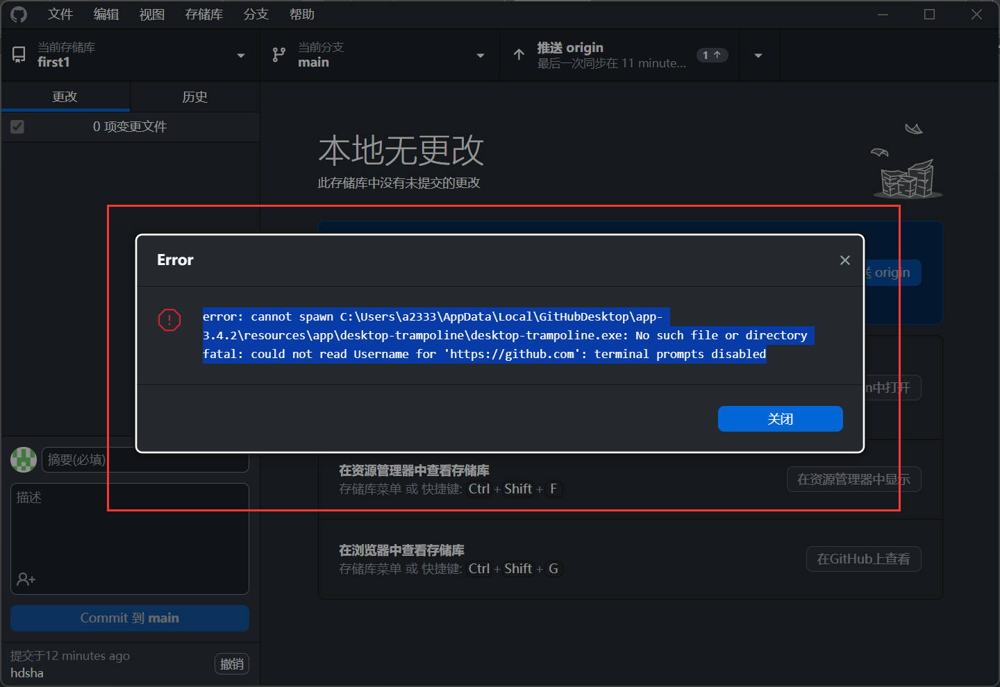 文件 编辑 视图 存储库 分支 帮助
当前存储库
first1
当前分支
main
推送 origin
最后一次同步在 11 minute...
1
更改 历史
0 项变更文件
本地无更改
此存储库中没有未提交的更改
送 origin
Error
error: cannot spawn C:\Users\a2333\AppData\Local\GitHubDesktop\app-
3.4.2\resources\app\desktop-trampoline\desktop-trampoline.exe: No such file or directory
fatal: could not read Username for 'https://github.com': terminal prompts disabled
关闭
n中打开
在资源管理器中查看存储库
存储库菜单 或 快捷键: Ctrl + Shift + F
在资源管理器中显示
在浏览器中查看存储库
存储库菜单 或 快捷键: Ctrl + Shift + G
在GitHub上查看
摘要(必填)
描述
Commit 到 main
提交于12 minutes ago
hdsha
撤销